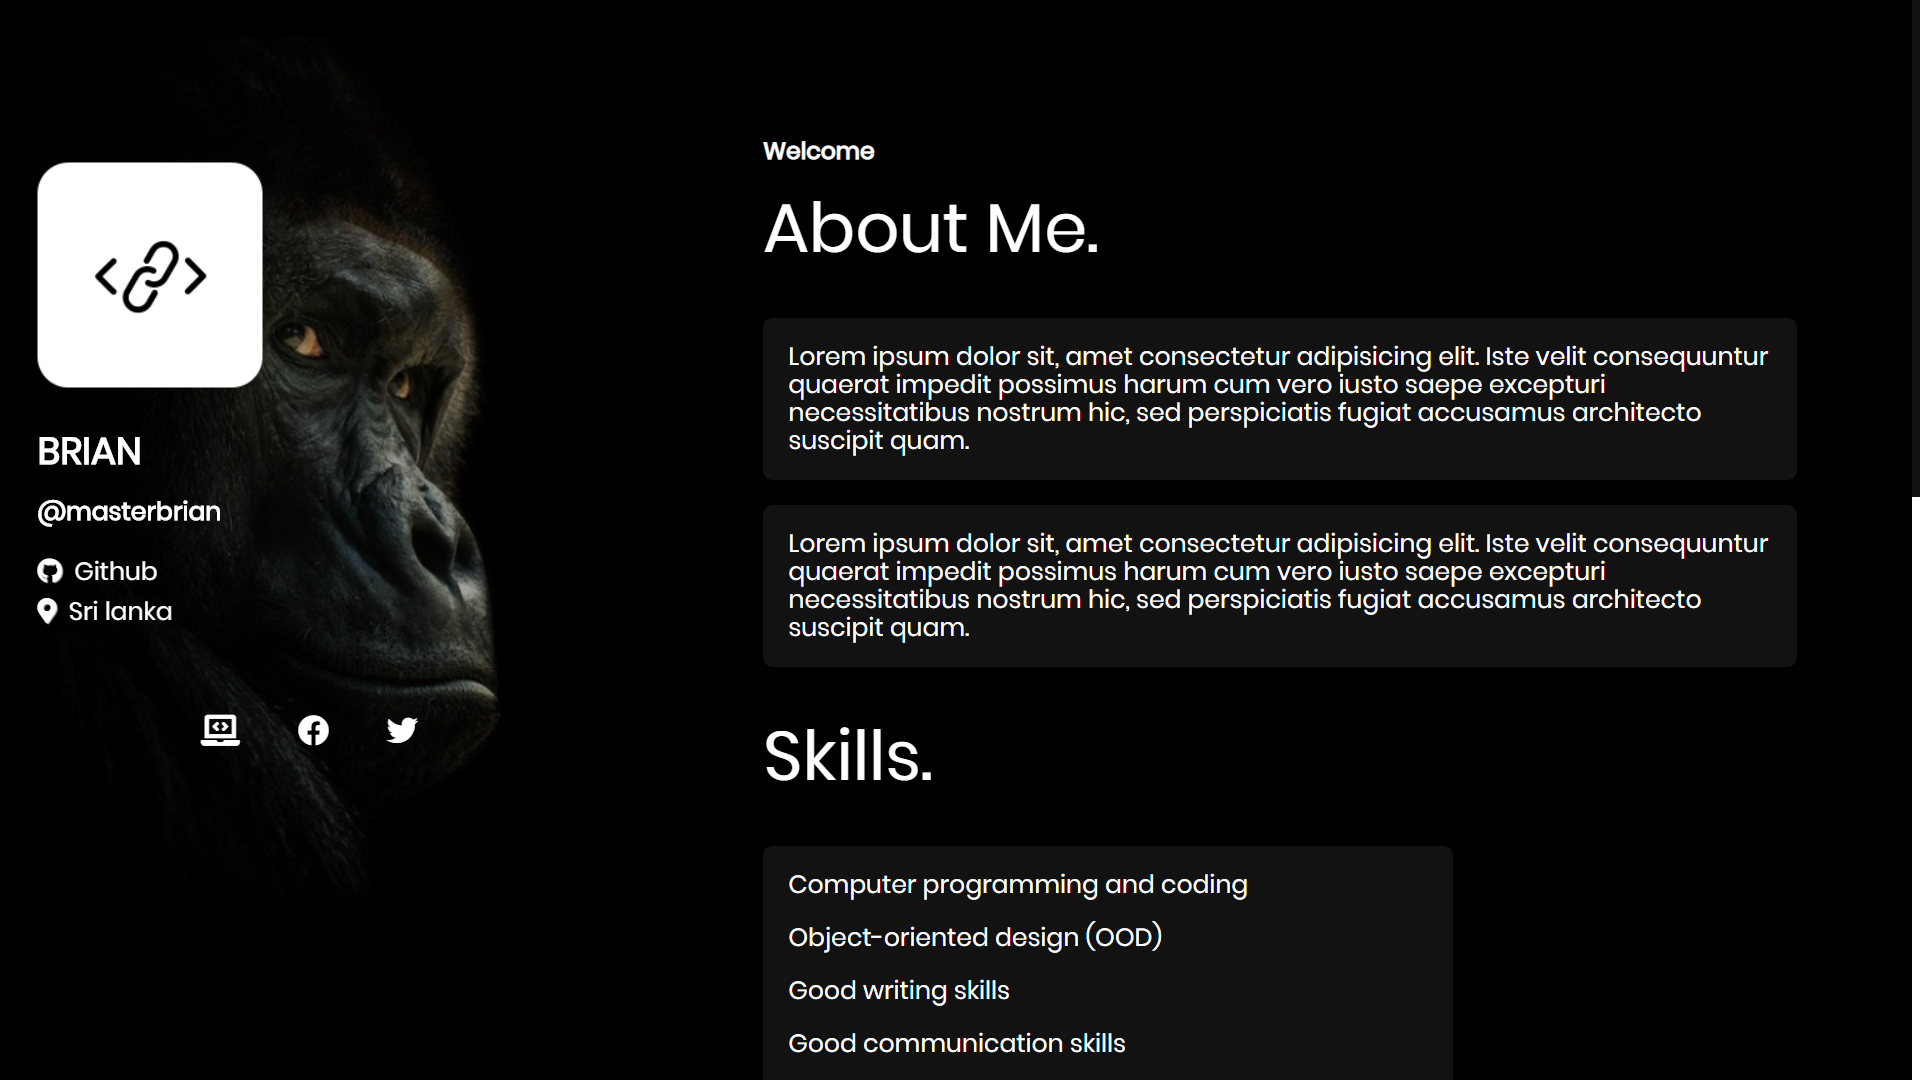 BRIAN
@masterbrian
Github
Sri lanka
Welcome
About Me.
Lorem ipsum dolor sit, amet consectetur adipisicing elit. Iste velit consequuntur
quaerat impedit possimus harum cum vero iusto saepe excepturi
necessitatibus nostrum hic, sed perspiciatis fugiat accusamus architecto
suscipit quam.
Lorem ipsum dolor sit, amet consectetur adipisicing elit. Iste velit consequuntur
quaerat impedit possimus harum cum vero iusto saepe excepturi
necessitatibus nostrum hic, sed perspiciatis fugiat accusamus architecto
suscipit quam.
Skills.
Computer programming and coding
Object-oriented design (OOD)
Good writing skills
Good communication skills